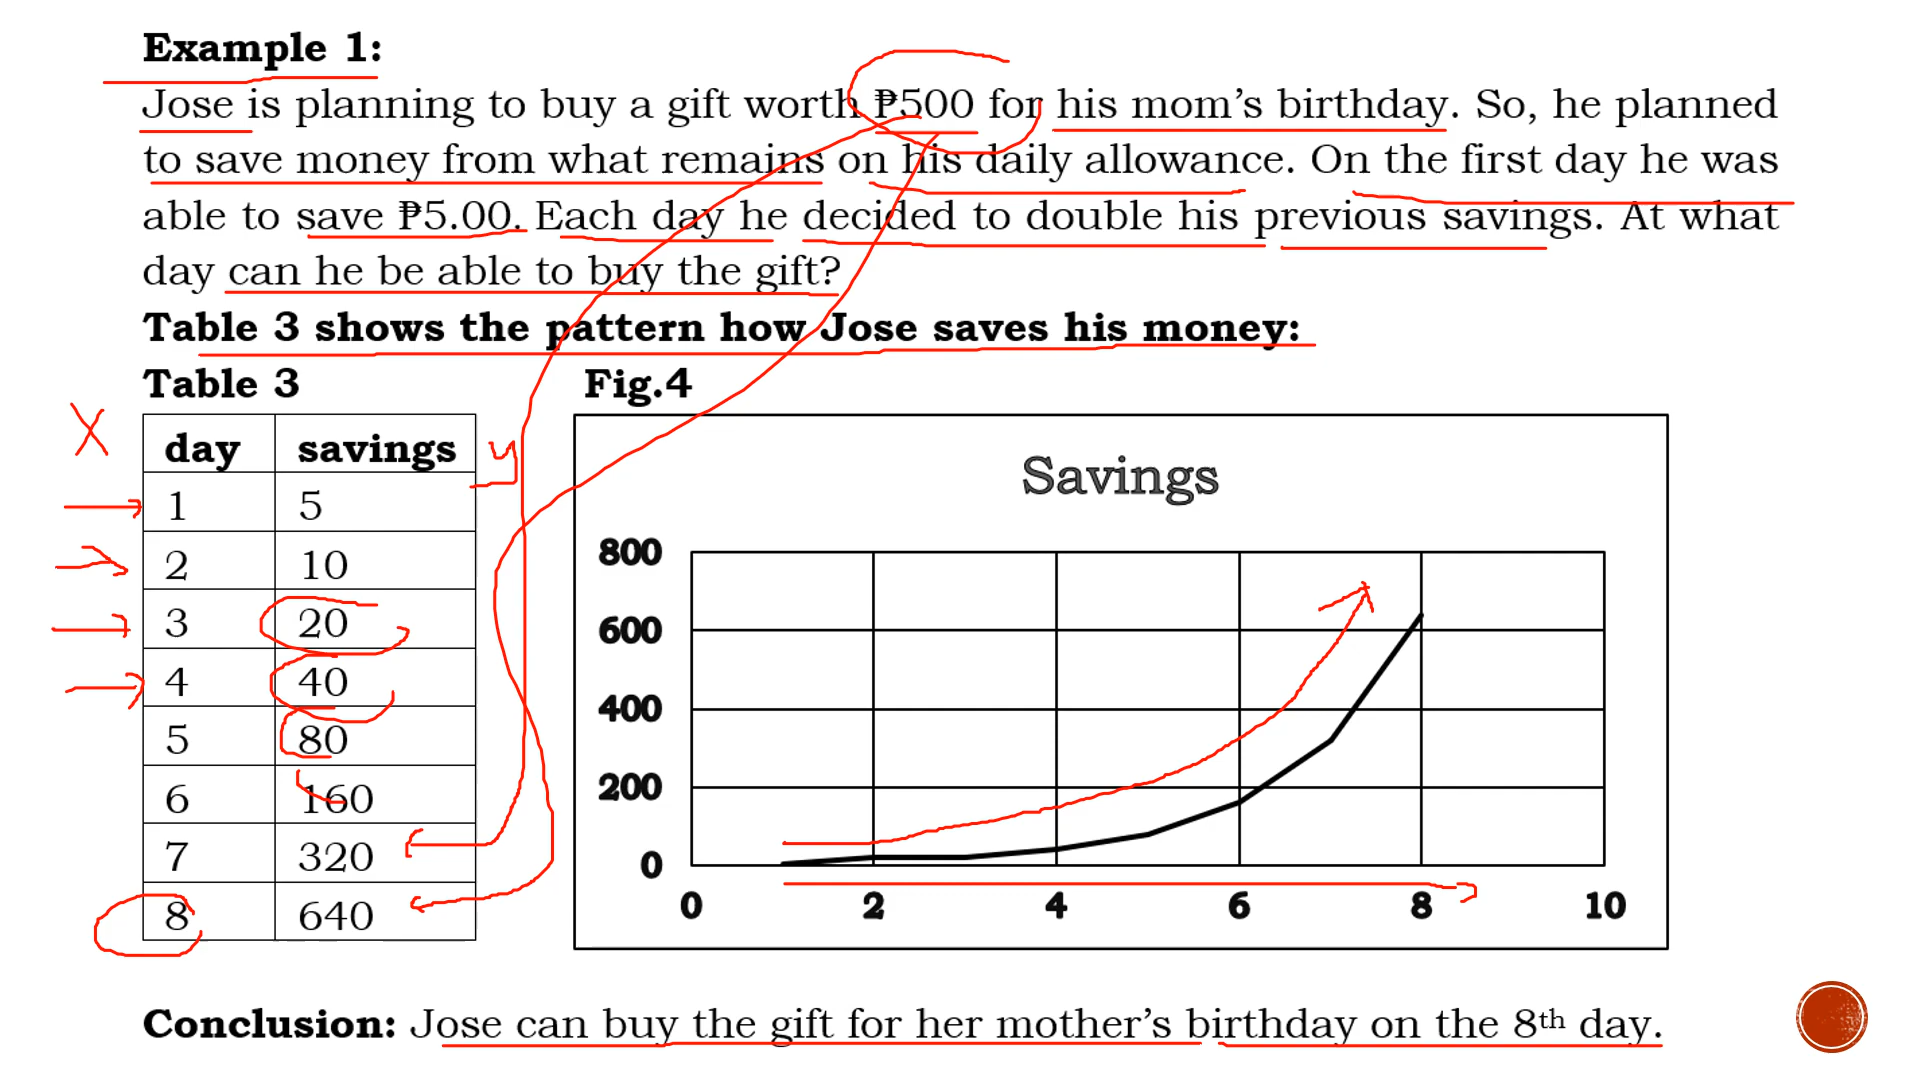 Example 1:
Jose is planning to buy a gift worth ₱500 for his mom’s birthday. So, he planned
to save money from what remains on his daily allowance. On the first day he was
able to save ₱5.00. Each day he decided to double his previous savings. At what
day can he be able to buy the gift?
Table 3 shows the pattern how Jose saves his money:
Table 3
Fig.4
X
y
day savings
1 5
2 10
3 20
4 40
5 80
6 160
7 320
8 640
Savings
800
600
400
200
0
0 2 4 6 8 10
Conclusion: Jose can buy the gift for her mother’s birthday on the 8th day.